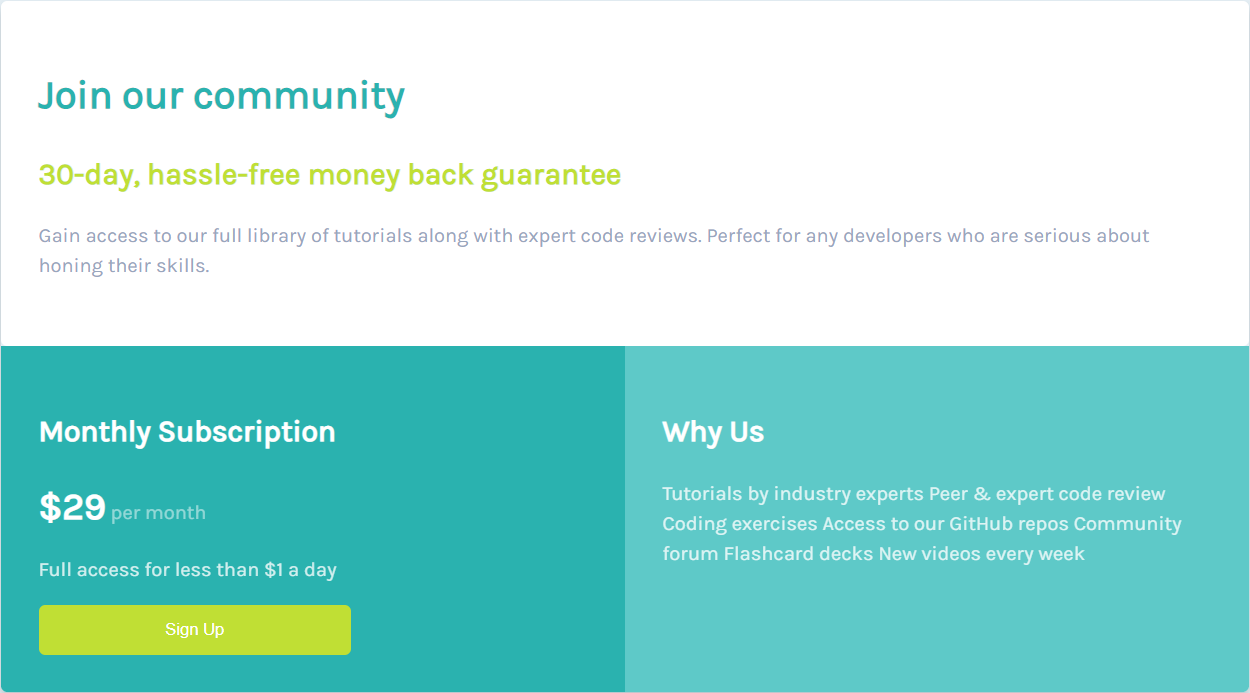 Join our community
30-day, hassle-free money back guarantee
Gain access to our full library of tutorials along with expert code reviews. Perfect for any developers who are serious about
honing their skills.
Monthly Subscription
$29 per month
Full access for less than $1 a day
Sign Up
Why Us
Tutorials by industry experts Peer & expert code review
Coding exercises Access to our GitHub repos Community
forum Flashcard decks New videos every week